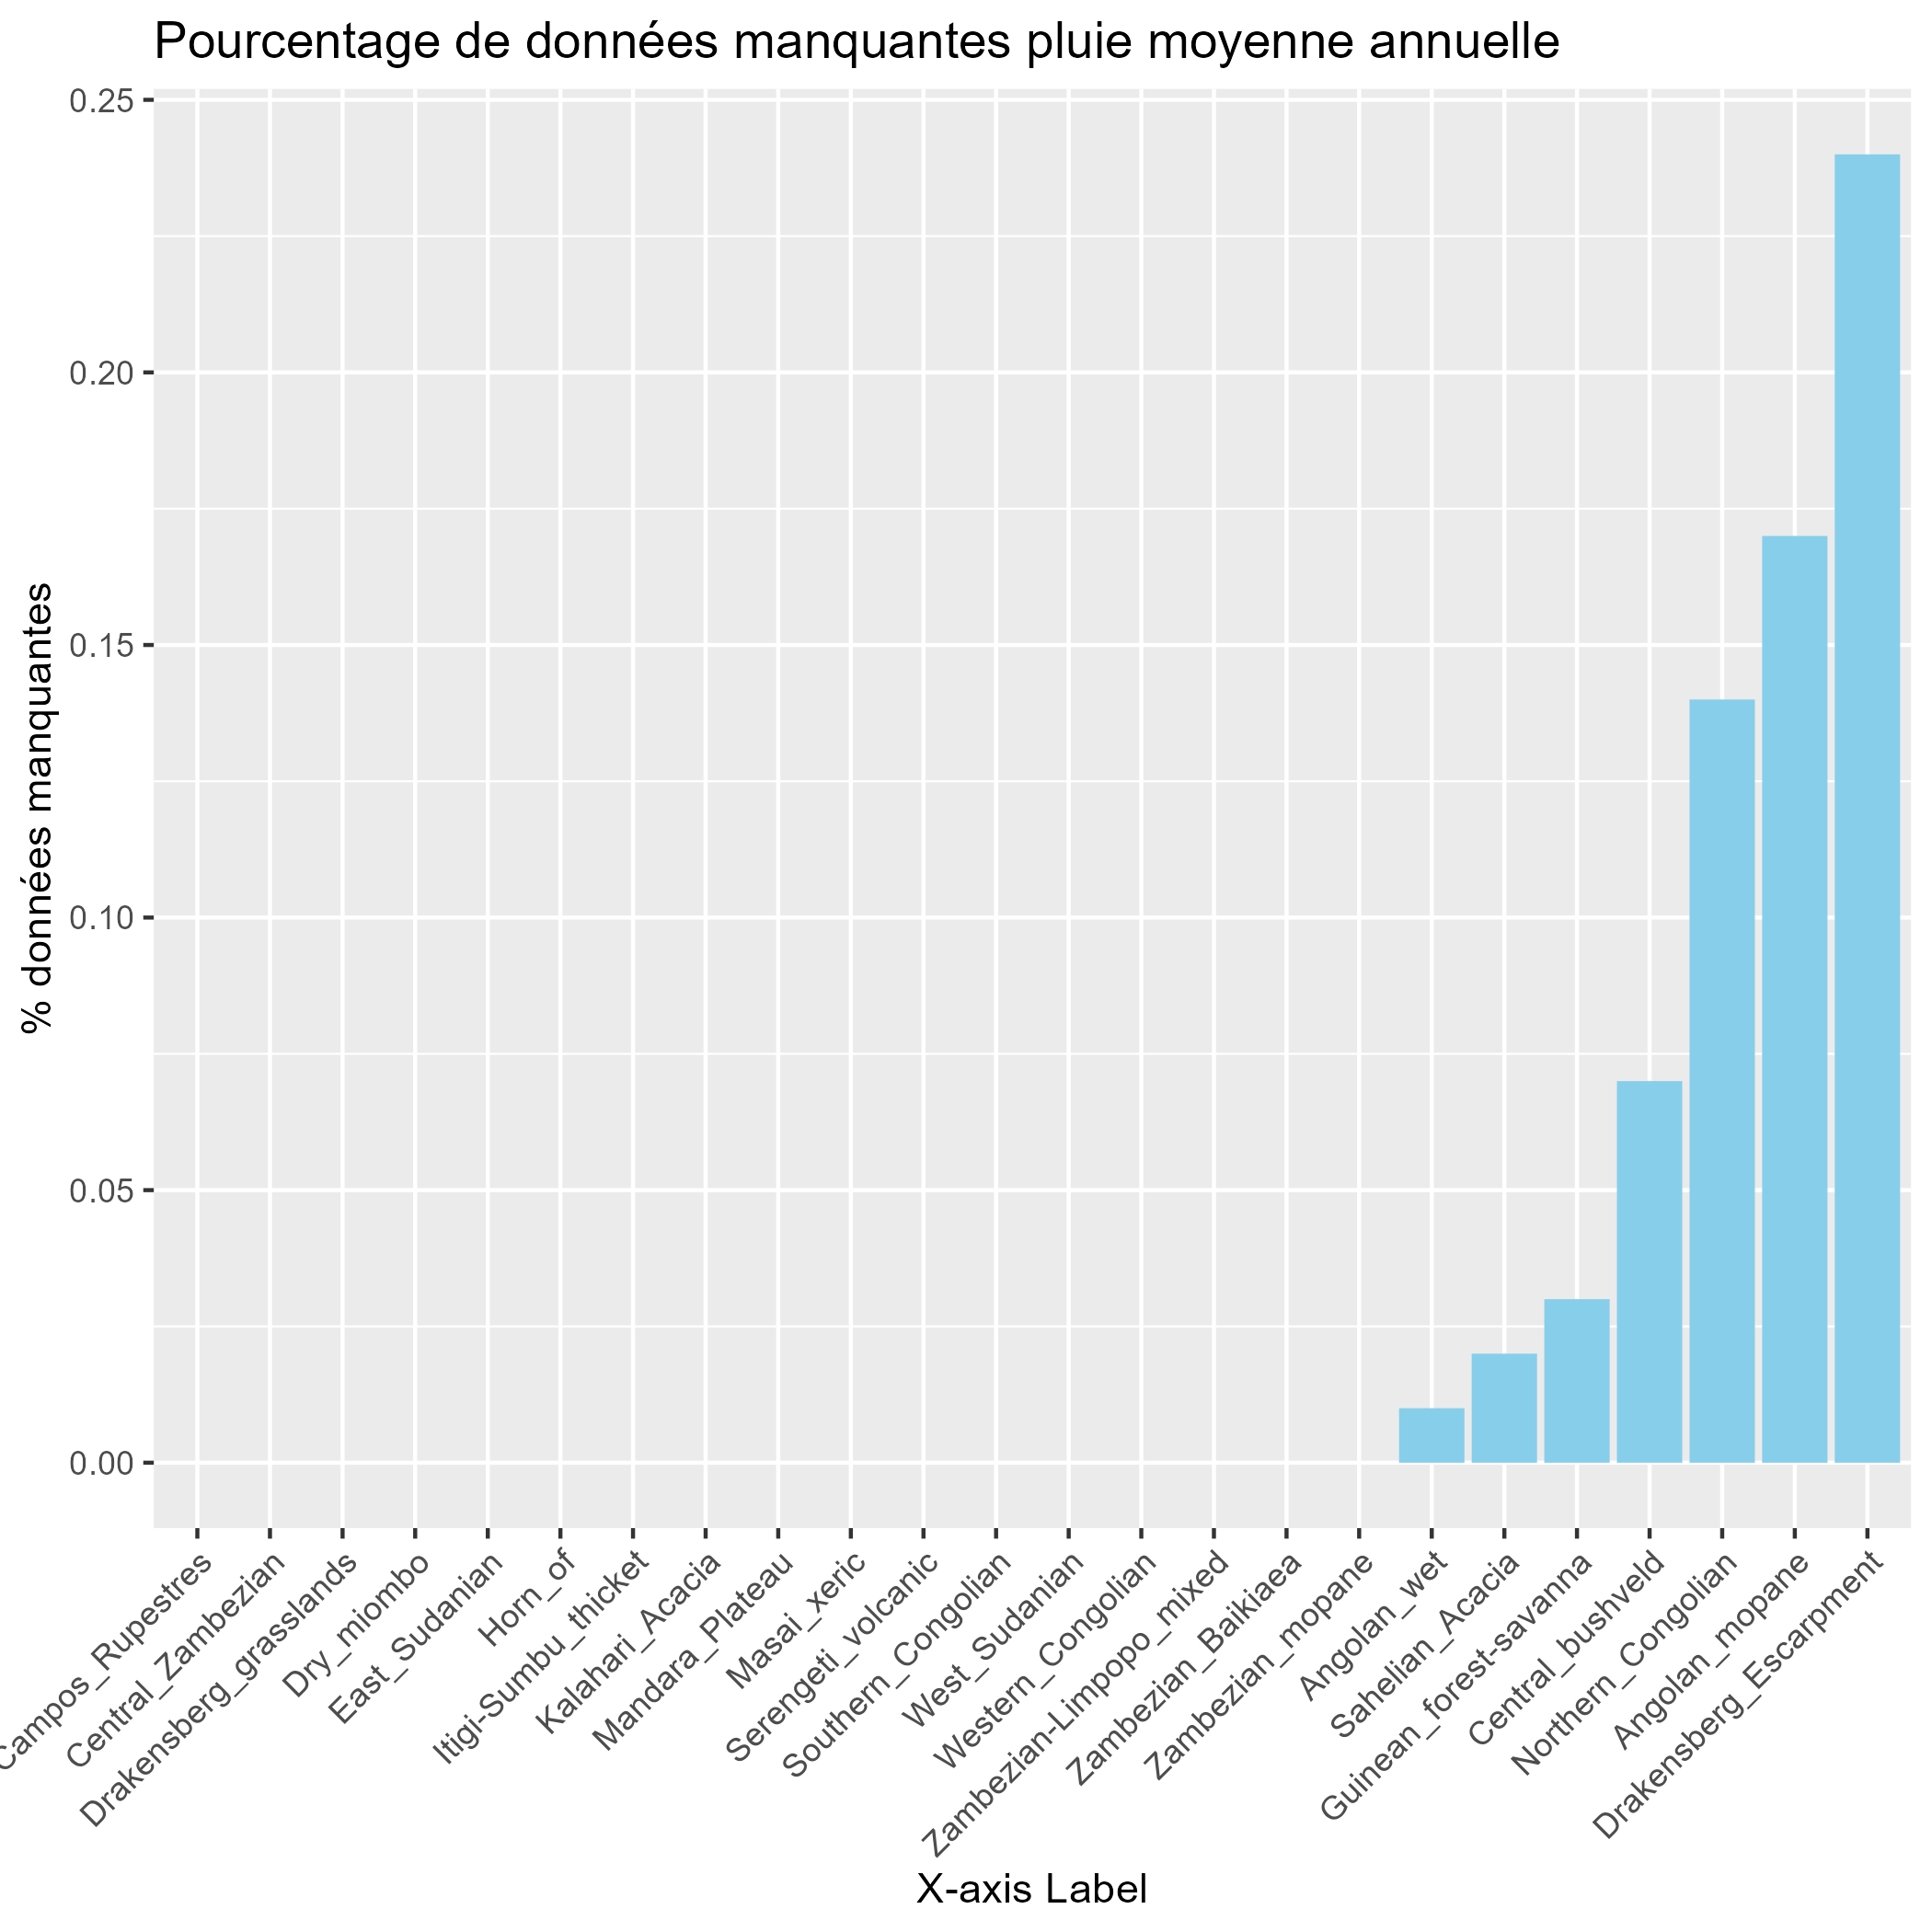 Pourcentage de données manquantes pluie moyenne annuelle
% données manquantes
0.25
0.20
0.15
0.10
0.05
0.00
Campos_Rupestres
Central_Zambezian
Drakensberg_grasslands
Dry_miombo
East_Sudanian
Horn_of
Itigi-Sumbu_thicket
Kalahari_Acacia
Mandara_Plateau
Masai_xeric
Serengeti_volcanic
Southern_Congolian
West_Sudanian
Western_Congolian
Zambezian-Limpopo_mixed
Zambezian_Baikiaea
Zambezian_mopane
Angolan_wet
Sahelian_Acacia
Guinean_forest-savanna
Central_bushveld
Northern_Congolian
Angolan_mopane
Drakensberg_Escarpment
X-axis Label